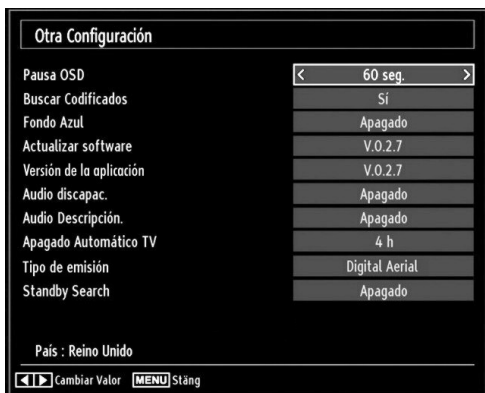 Otra Configuración
Pausa OSD < 60 seg. >
Buscar Codificados Sí
Fondo Azul Apagado
Actualizar software V.0.2.7
Versión de la aplicación V.0.2.7
Audio discapac. Apagado
Audio Descripción. Apagado
Apagado Automático TV 4 h
Tipo de emisión Digital Aerial
Standby Search Apagado
País : Reino Unido
Cambiar Valor MENU Stäng